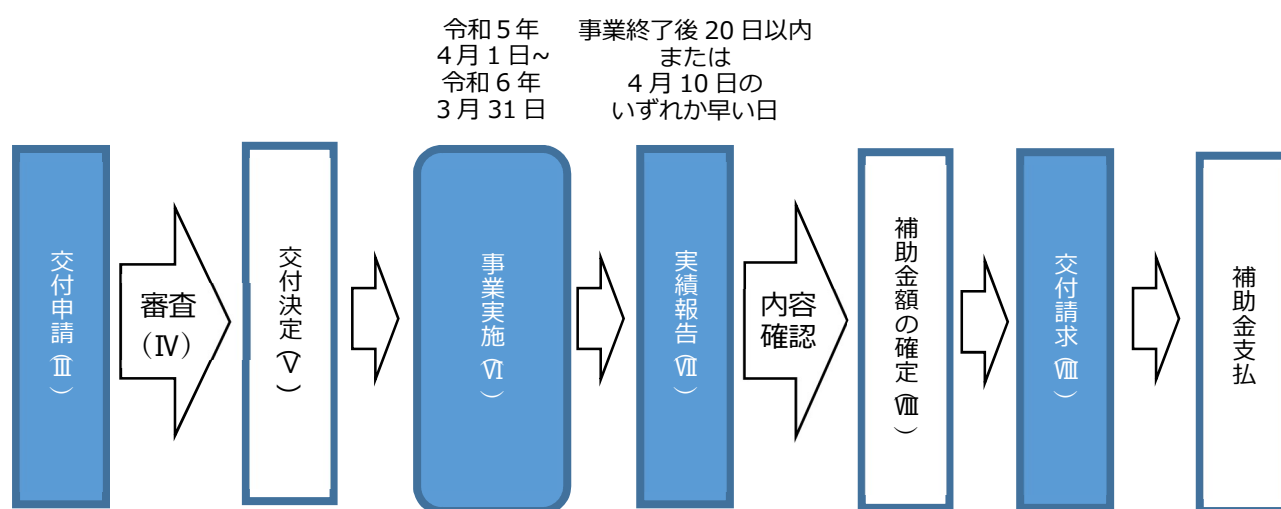 令和5年
4月1日~
令和6年
3月31日
事業終了後20日以内
または
4月10日の
いずれか早い日
交付申請（Ⅲ）
審査
（Ⅳ）
交付決定（Ⅴ）
事業実施（Ⅵ）
実績報告（Ⅶ）
内容
確認
補助金額の確定（Ⅷ）
交付請求（Ⅷ）
補助金支払